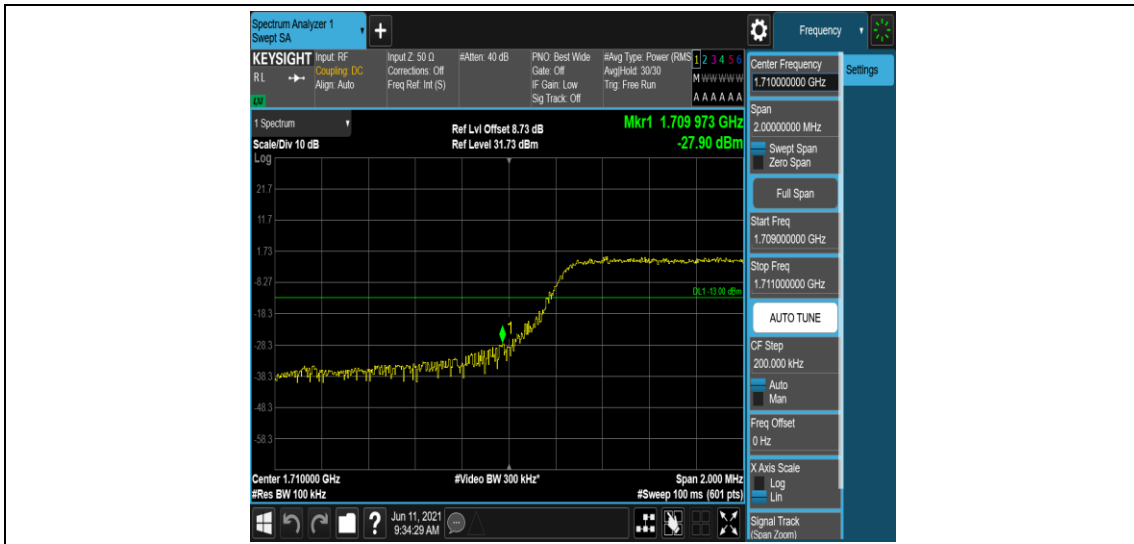 Spectrum Analyzer 1
Swept SA
+
Frequency
KEYSIGHT
RL
LXI
Input: RF
Coupling: DC
Align: Auto
Input Z: 50 Ω
Corrections: Off
Freq Ref: Int (S)
#Atten: 40 dB
PNO: Best Wide
Gate: Off
IF Gain: Low
Sig Track: Off
#Avg Type: Power (RMS
Avg|Hold: 30/30
Trig: Free Run
1 2 3 4 5 6
M W W W W W
A A A A A A
Center Frequency
1.710000000 GHz
Settings
Span
2.00000000 MHz
Swept Span
Zero Span
Full Span
Start Freq
1.709000000 GHz
Stop Freq
1.711000000 GHz
AUTO TUNE
CF Step
200.000 kHz
Auto
Man
Freq Offset
0 Hz
X Axis Scale
Log
Lin
Signal Track
(Span Zoom)
1 Spectrum
Scale/Div 10 dB
Log
Ref Lvl Offset 8.73 dB
Ref Level 31.73 dBm
Mkr1 1.709 973 GHz
-27.90 dBm
21.7
11.7
1.73
-8.27
DL1 -13.00 dBm
-18.3
1
-28.3
-38.3
-48.3
-58.3
Center 1.710000 GHz
#Res BW 100 kHz
#Video BW 300 kHz*
Span 2.000 MHz
#Sweep 100 ms (601 pts)
?
Jun 11, 2021
9:34:29 AM